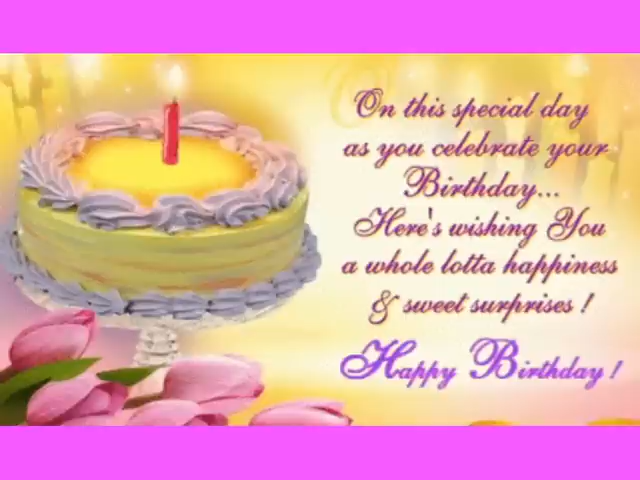 On this special day
as you celebrate your
Birthday...
Here's wishing You
a whole lotta happiness
& sweet surprises !
Happy Birthday !